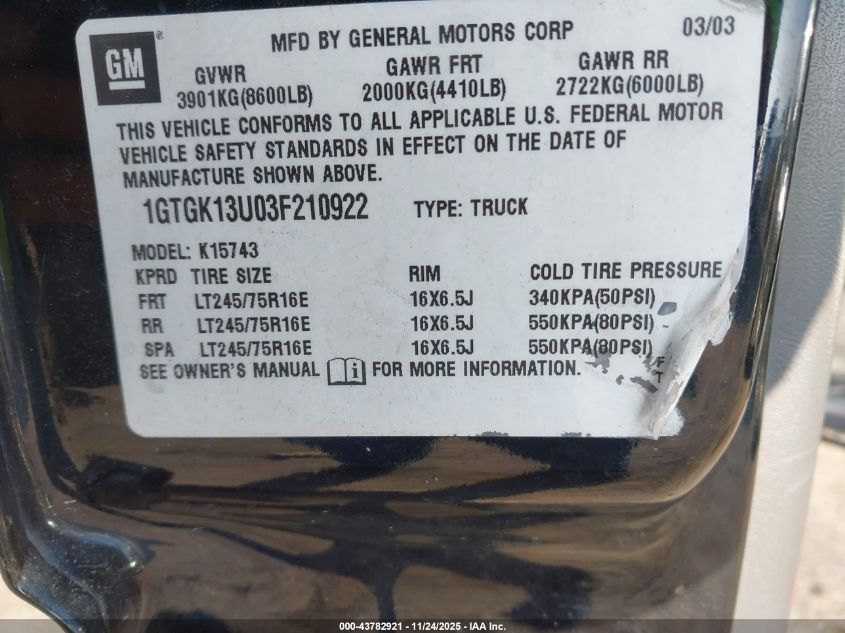 MFD BY GENERAL MOTORS CORP 03/03
GM ®
GVWR GAWR FRT GAWR RR
3901KG(8600LB) 2000KG(4410LB) 2722KG(6000LB)
THIS VEHICLE CONFORMS TO ALL APPLICABLE U.S. FEDERAL MOTOR
VEHICLE SAFETY STANDARDS IN EFFECT ON THE DATE OF
MANUFACTURE SHOWN ABOVE.
1GTGK13U03F210922 TYPE: TRUCK
MODEL: K15743
KPRD TIRE SIZE RIM COLD TIRE PRESSURE
FRT LT245/75R16E 16X6.5J 340KPA(50PSI)
RR LT245/75R16E 16X6.5J 550KPA(80PSI)
SPA LT245/75R16E 16X6.5J 550KPA(80PSI)
SEE OWNER'S MANUAL i FOR MORE INFORMATION.
000-43782921 - 11/24/2025 - IAA Inc.